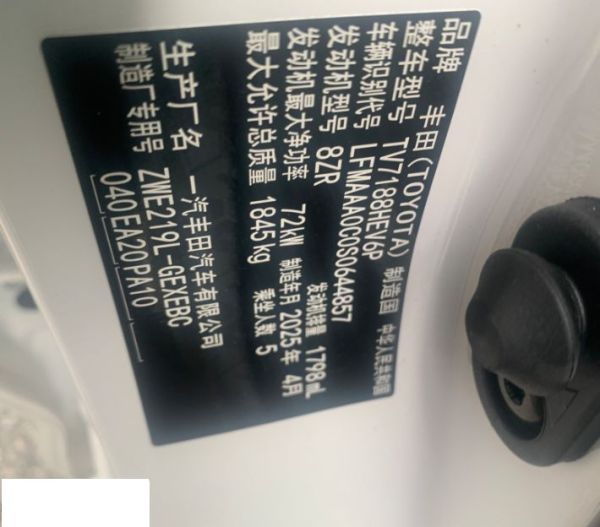 品牌 丰田(TOYOTA) 制造国 中华人民共和国
整车型号 TV7188HEV6P
车辆识别代号 LFMAAA0C0S0644857
发动机型号 8ZR 发动机排量 1798mL
发动机最大净功率 72kW 制造年月 2025年 4月
最大允许总质量 1845kg 乘坐人数 5
生产厂名 一汽丰田汽车有限公司
制造厂专用号 ZWE219L-GEXEBC
040EA20PA10